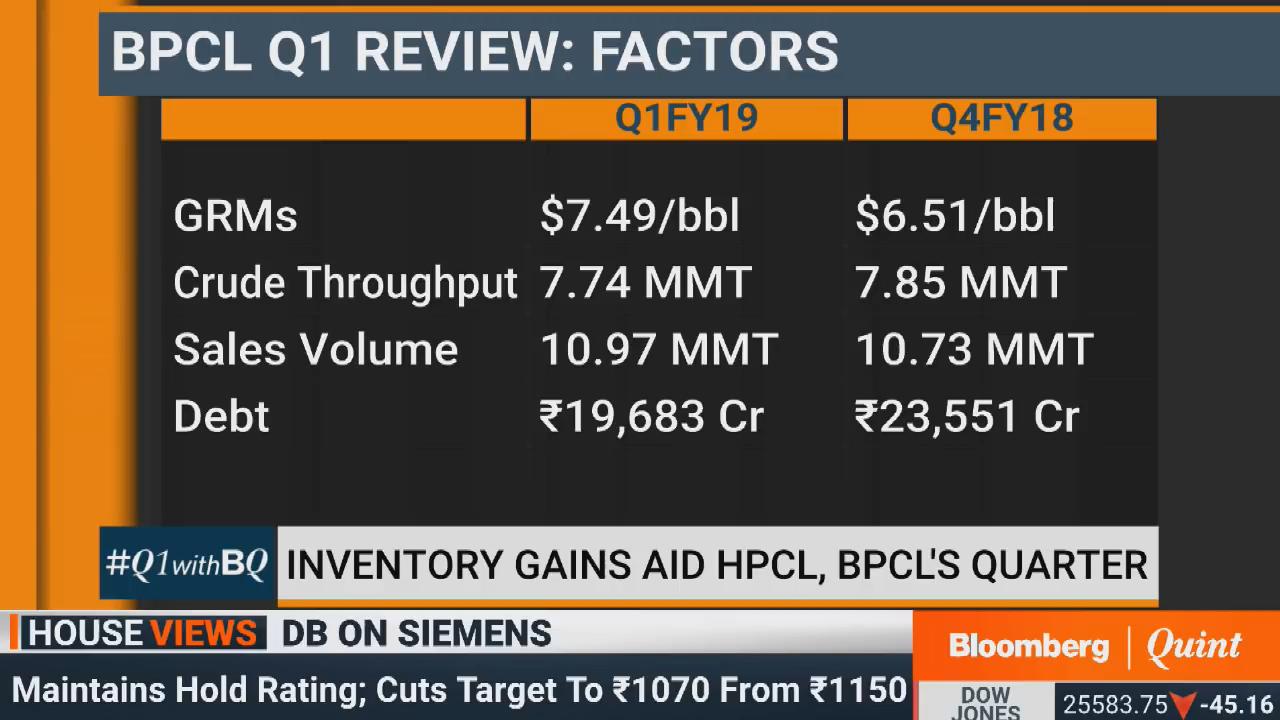 BPCL Q1 REVIEW: FACTORS
Q1FY19 Q4FY18
GRMs $7.49/bbl $6.51/bbl
Crude Throughput 7.74 MMT 7.85 MMT
Sales Volume 10.97 MMT 10.73 MMT
Debt ₹19,683 Cr ₹23,551 Cr
#Q1withBQ INVENTORY GAINS AID HPCL, BPCL'S QUARTER
HOUSE VIEWS DB ON SIEMENS
Maintains Hold Rating; Cuts Target To ₹1070 From ₹1150
Bloomberg | Quint
DOW JONES 25583.75 -45.16